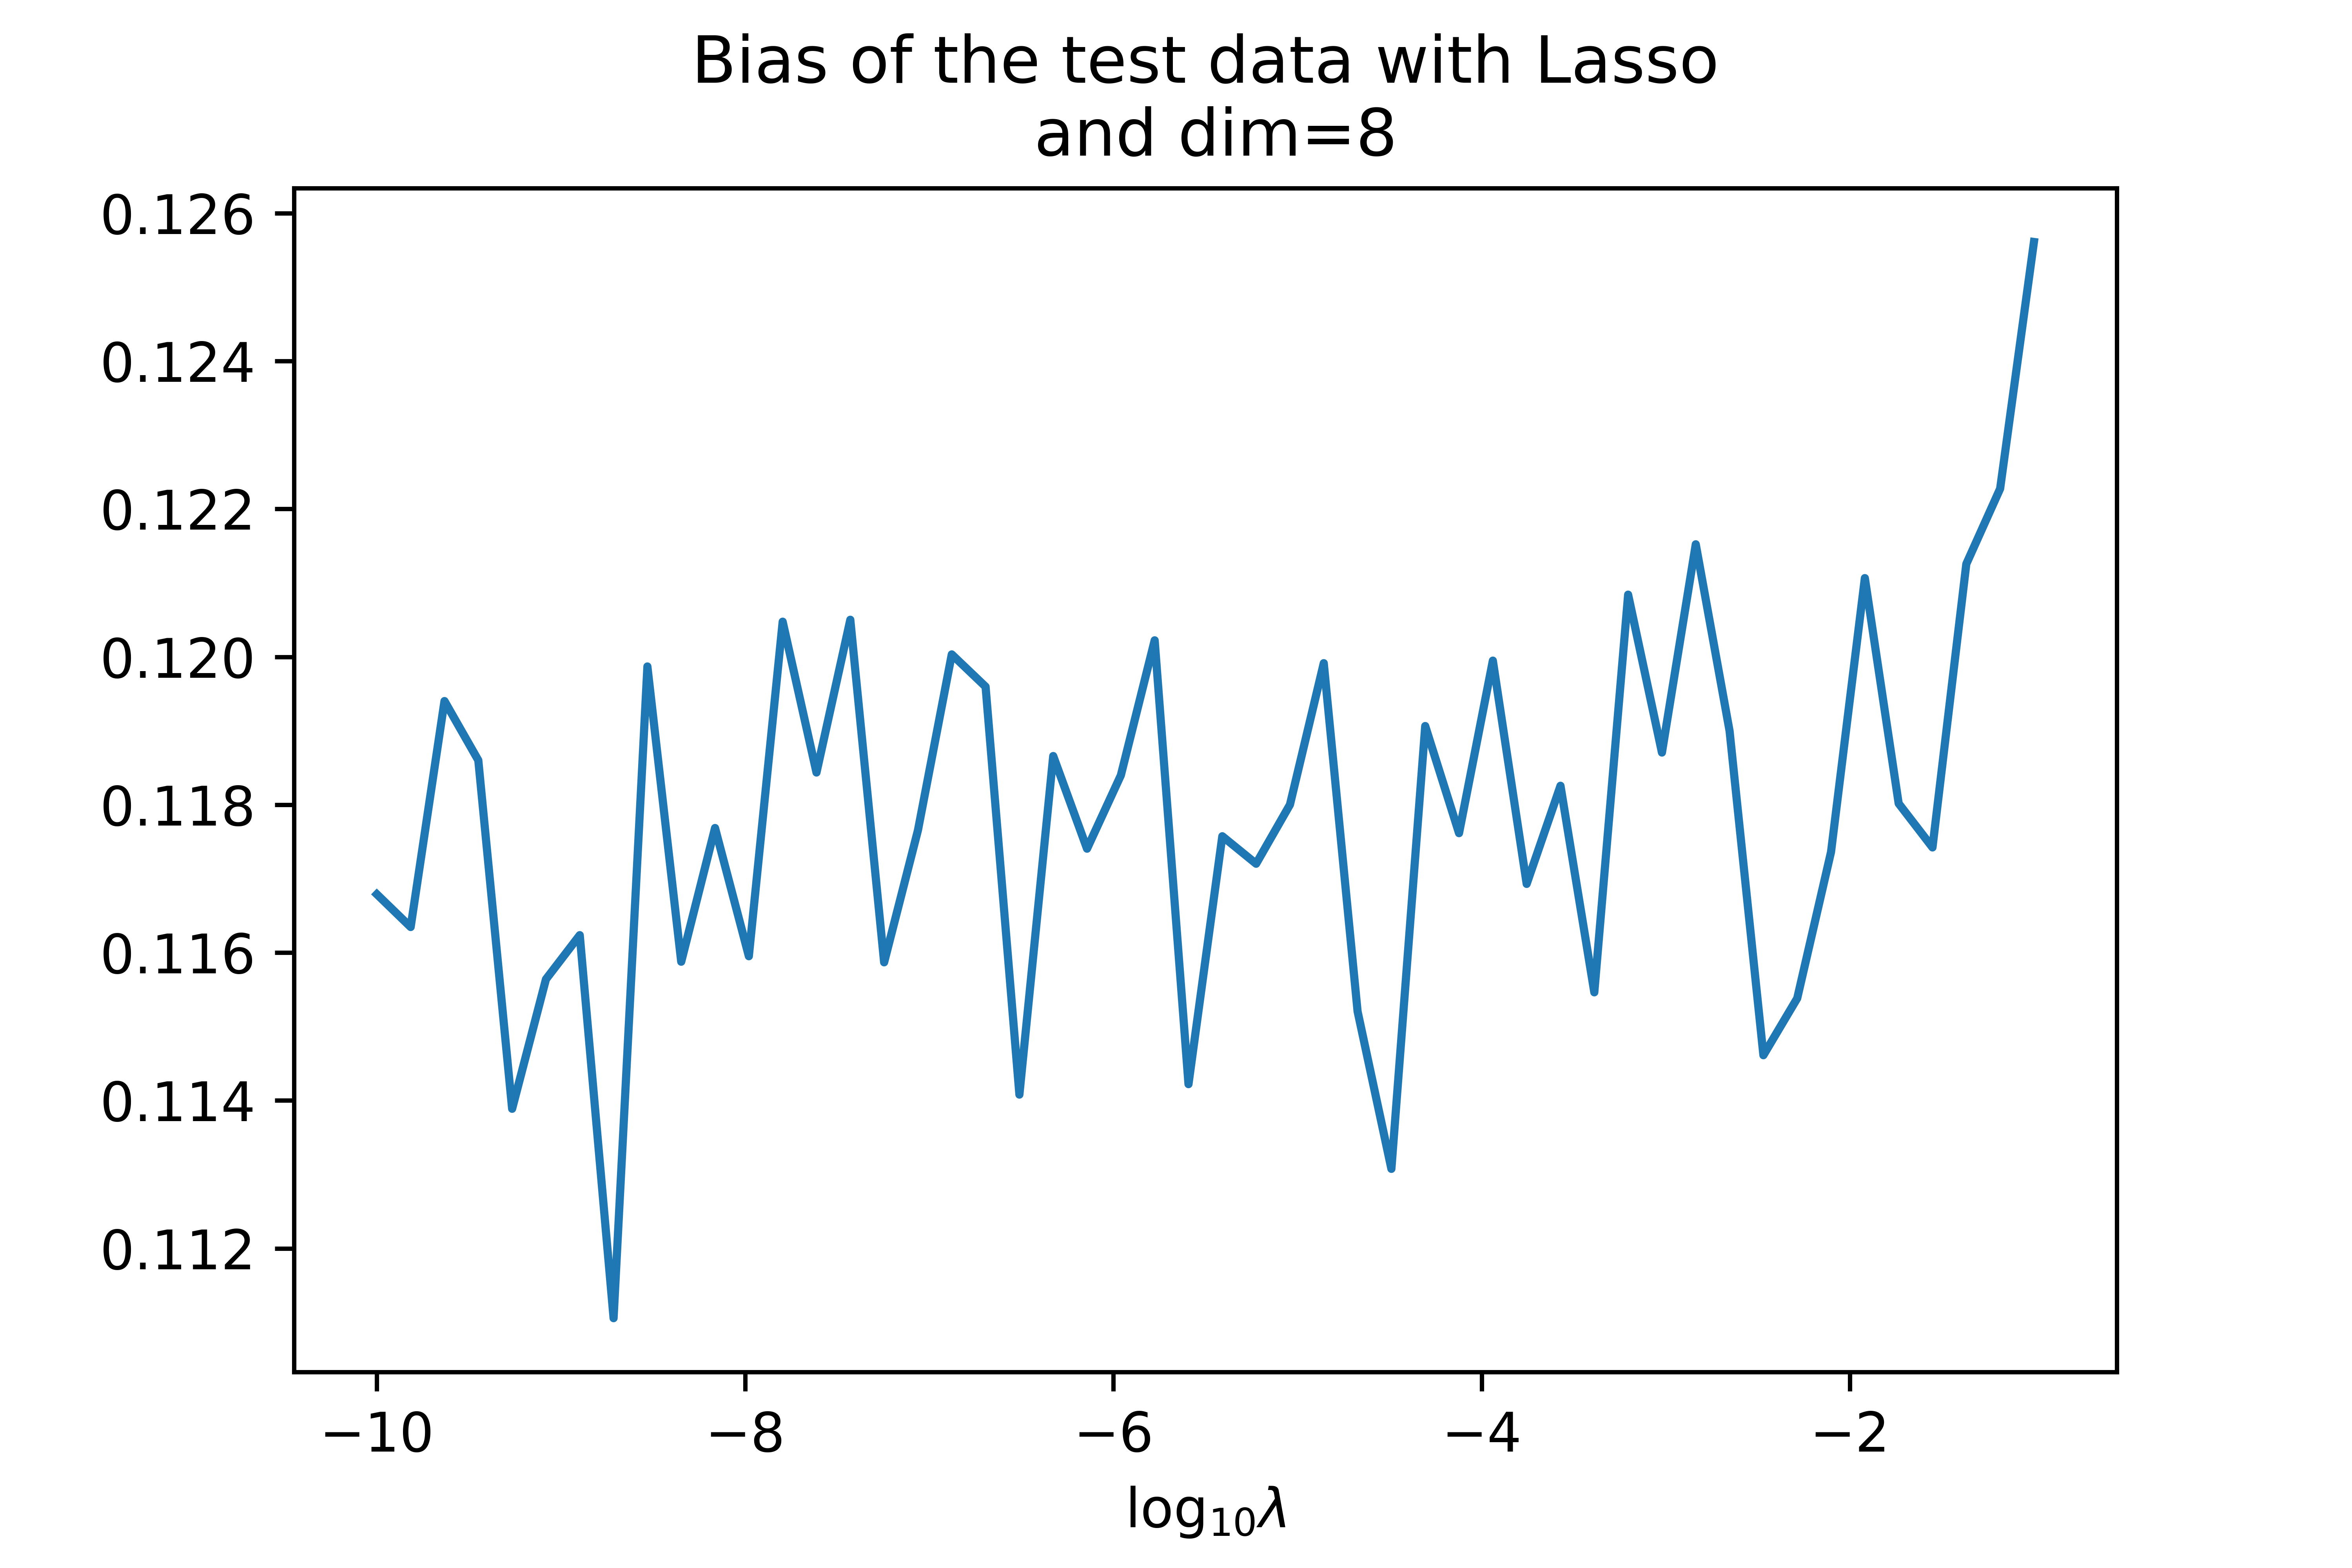 Bias of the test data with Lasso
and dim=8
0.126
0.124
0.122
0.120
0.118
0.116
0.114
0.112
−10 −8 −6 −4 −2
log₁₀λ